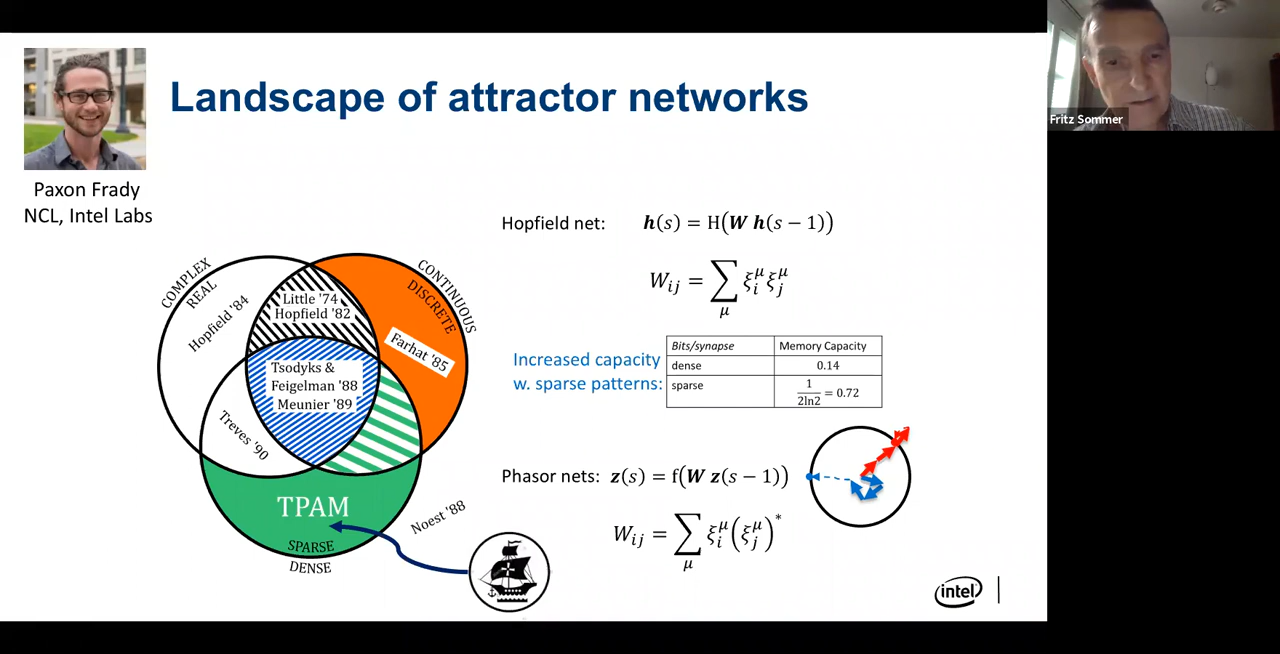 Landscape of attractor networks
Fritz Sommer
Paxon Frady
NCL, Intel Labs
Hopfield net: h(s) = H(W h(s − 1))
W_ij = ∑_μ ξ_i^μ ξ_j^μ
COMPLEX
REAL
CONTINUOUS
DISCRETE
Hopfield '84
Little '74
Hopfield '82
Farhat '85
Tsodyks &
Feigelman '88
Meunier '89
Treves '90
TPAM
SPARSE
DENSE
Noest '88
Increased capacity
w. sparse patterns:
Bits/synapse Memory Capacity
dense 0.14
sparse 1/(2ln2) = 0.72
Phasor nets: z(s) = f(W z(s − 1))
W_ij = ∑_μ ξ_i^μ (ξ_j^μ)^*
intel